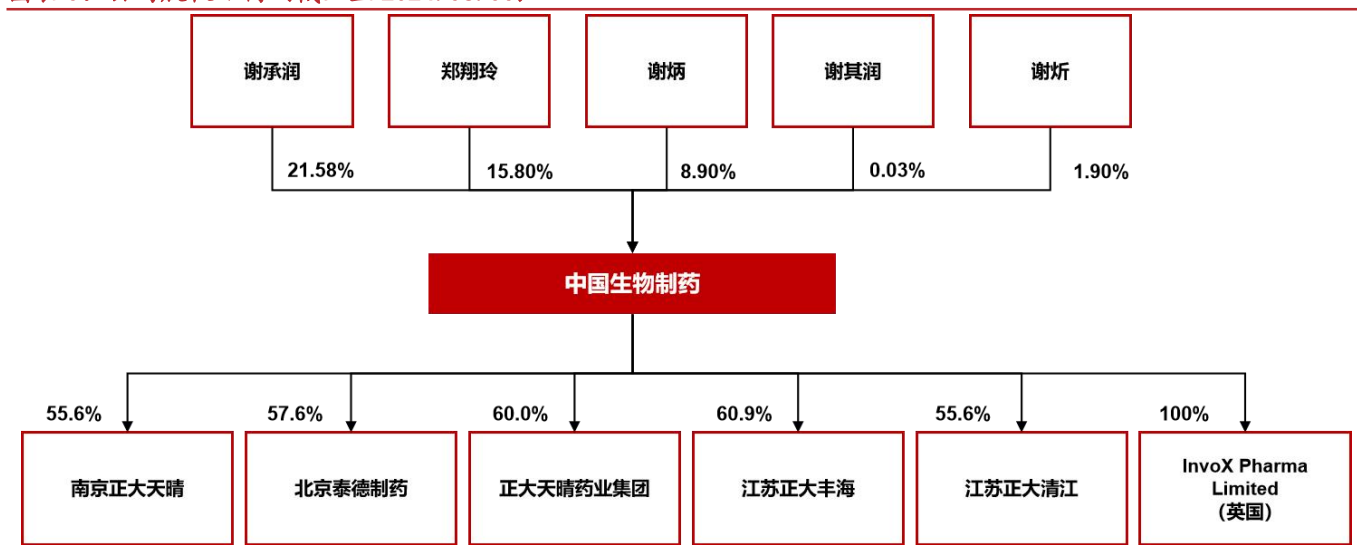 谢承润
郑翔玲
谢炳
谢其润
谢炘
21.58%
15.80%
8.90%
0.03%
1.90%
中国生物制药
55.6%
57.6%
60.0%
60.9%
55.6%
100%
南京正大天晴
北京泰德制药
正大天晴药业集团
江苏正大丰海
江苏正大清江
InvoX Pharma
Limited
（英国）